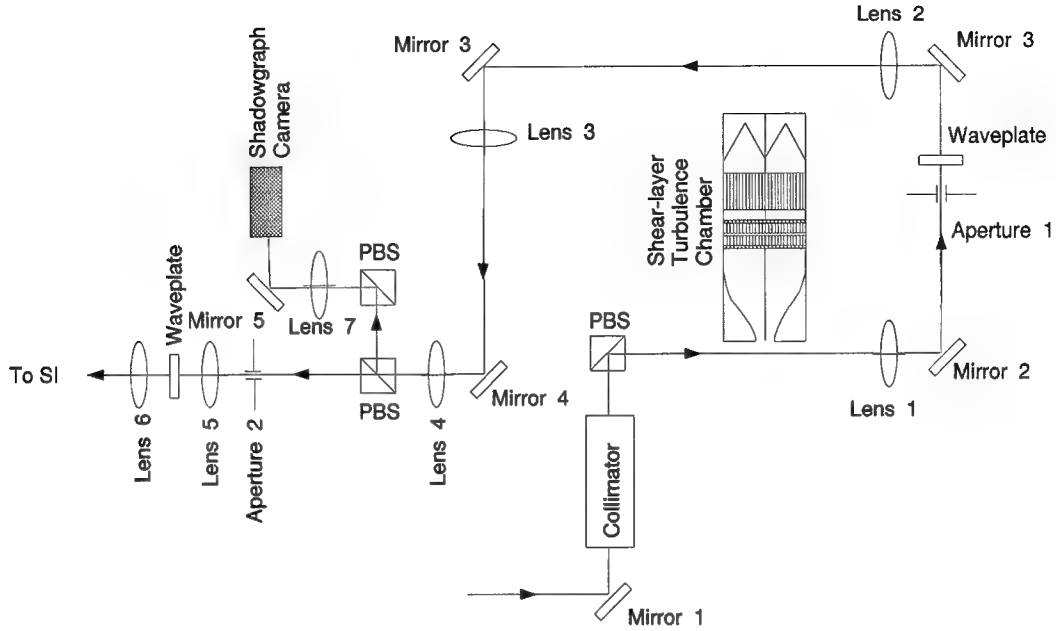 Lens 2
Mirror 3
Mirror 3
Shadowgraph
Camera
Lens 3
Waveplate
Shear-layer
Turbulence
Chamber
Aperture 1
PBS
Lens 7
Mirror 5
Waveplate
PBS
To SI
PBS
Mirror 4
Mirror 2
Lens 1
Lens 6
Lens 5
Aperture 2
Lens 4
Collimator
Mirror 1